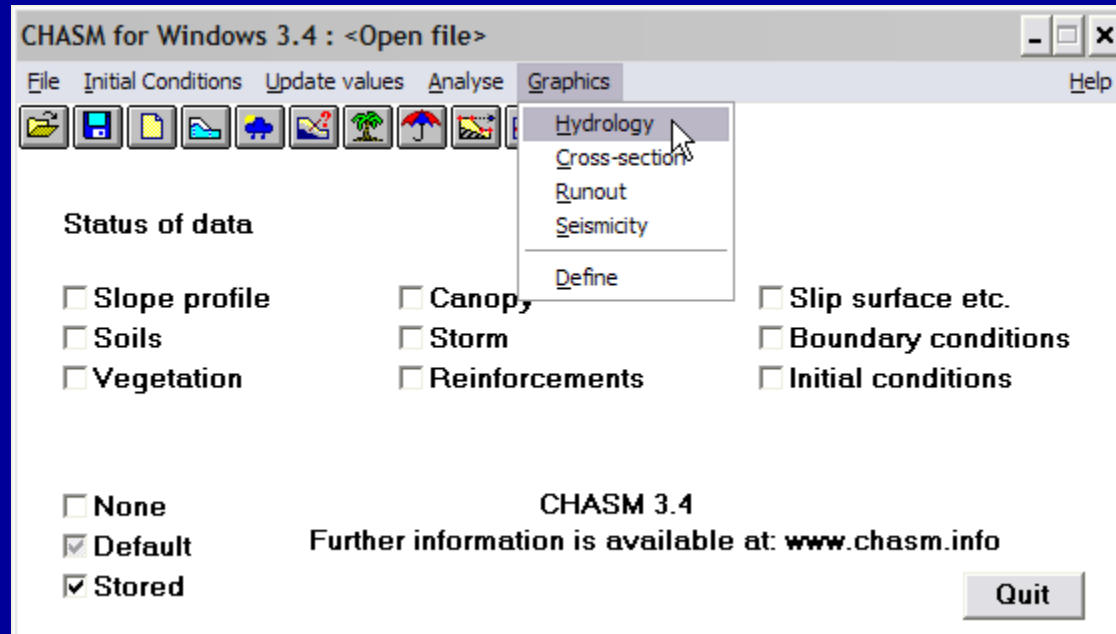 CHASM for Windows 3.4 : <Open file>
File Initial Conditions Update values Analyse Graphics Help
Hydrology
Cross-section
Runout
Seismicity
Define
Status of data
Slope profile Canopy Slip surface etc.
Soils Storm Boundary conditions
Vegetation Reinforcements Initial conditions
None CHASM 3.4
Default Further information is available at: www.chasm.info
Stored
Quit